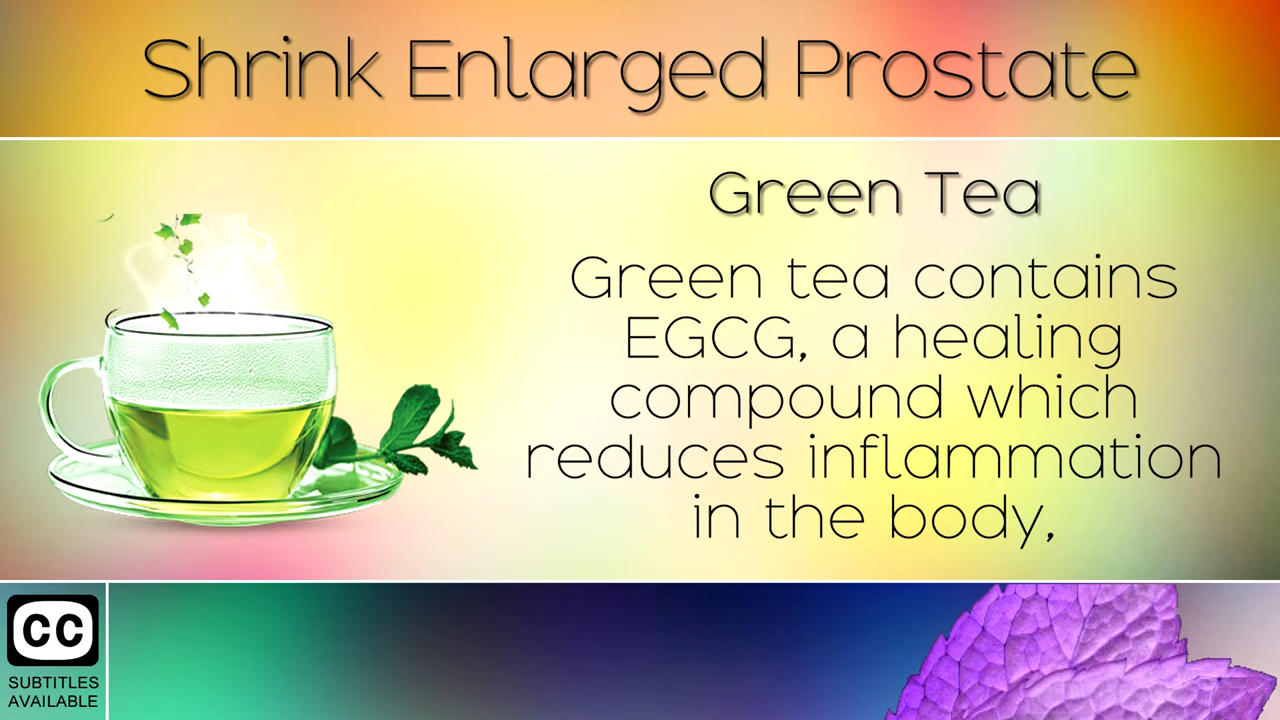 Shrink Enlarged Prostate
Green Tea
Green tea contains
EGCG, a healing
compound which
reduces inflammation
in the body,
CC
SUBTITLES
AVAILABLE